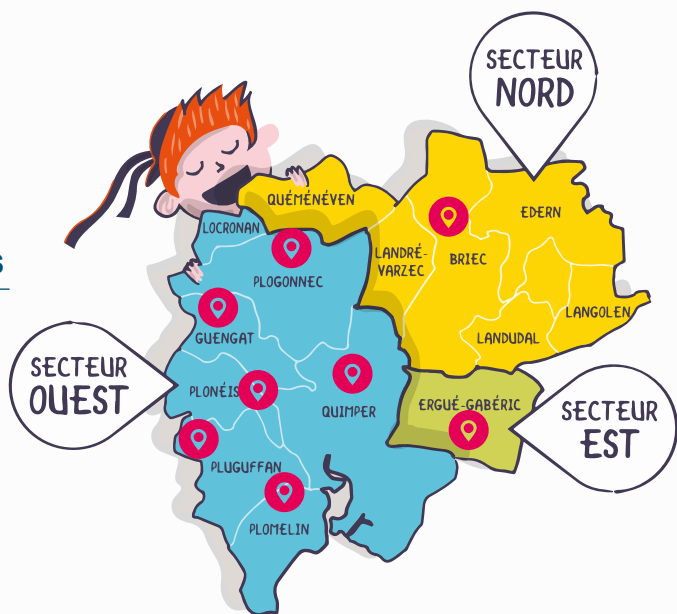 SECTEUR
NORD
QUÉMÉNÉVEN
EDERN
LOCRONAN
LANDRÉ-
VARZEC
BRIEC
PLOGONNEC
LANGOLEN
GUENGAT
LANDUDAL
SECTEUR
OUEST
PLONÉIS
QUIMPER
ERGUÉ-GABÉRIC
SECTEUR
EST
PLUGUFFAN
PLOMELIN